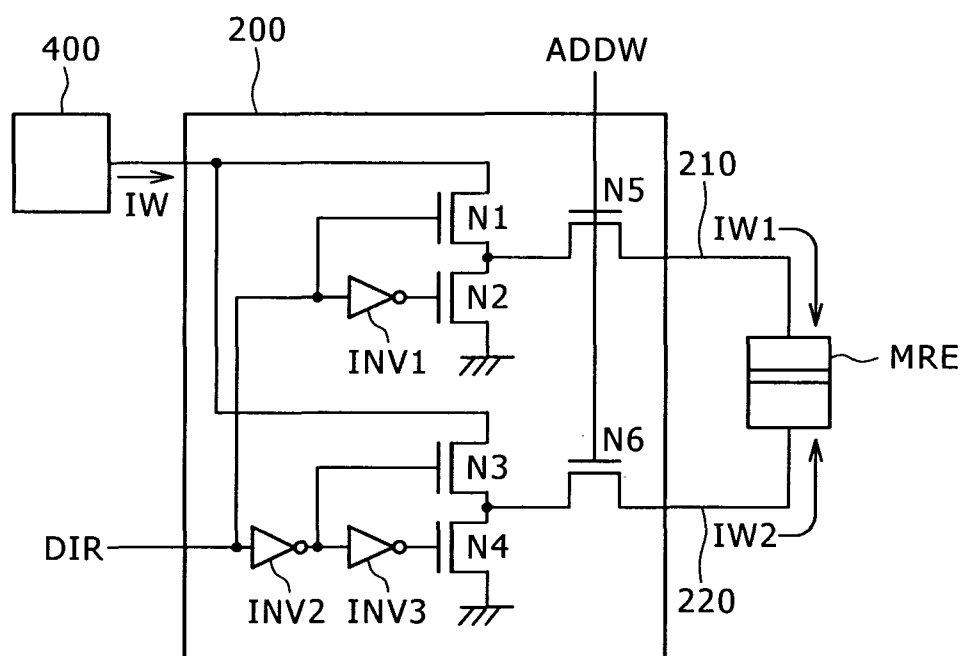 400
200
ADDW
IW
N1
N5
210
IW1
N2
INV1
MRE
N3
N6
DIR
N4
IW2
INV2
INV3
220